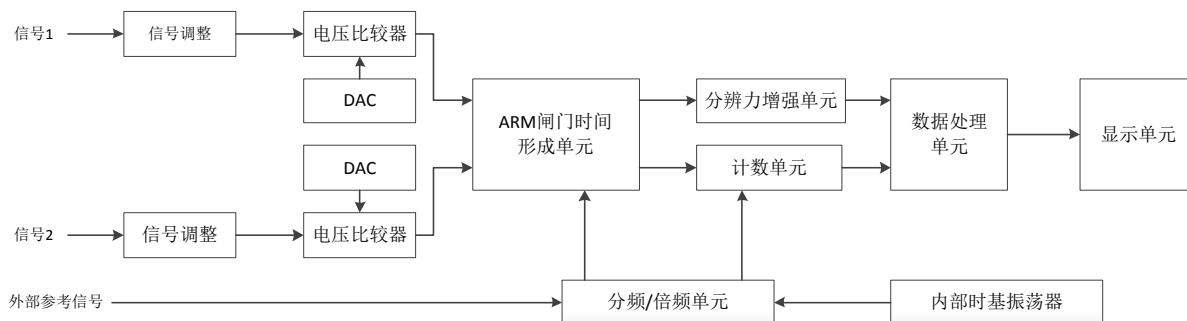 信号1
信号调整
电压比较器
DAC
ARM闸门时间
形成单元
分辨力增强单元
数据处理
单元
显示单元
计数单元
DAC
信号2
信号调整
电压比较器
外部参考信号
分频/倍频单元
内部时基振荡器